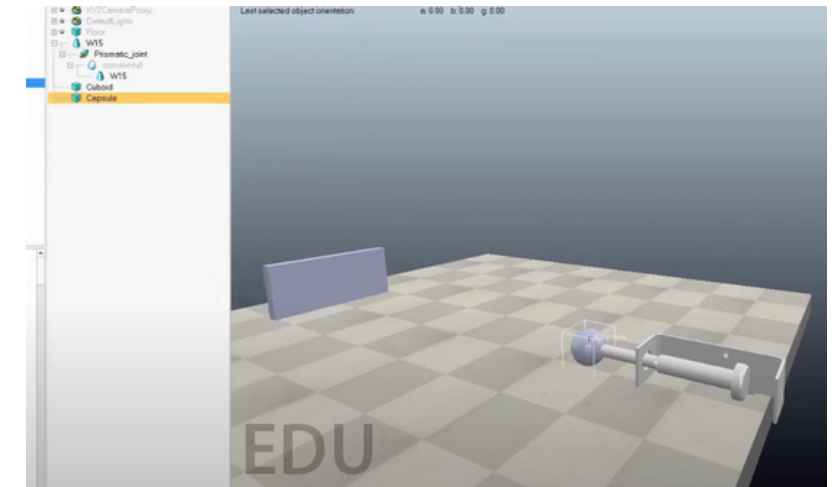 XYZCameraProxy
Last selected object orientation: a: 0.00 b: 0.00 g: 0.00
DefaultLights
Floor
W15
Prismatic_joint
convexHull
W15
Cuboid
Capsule
EDU